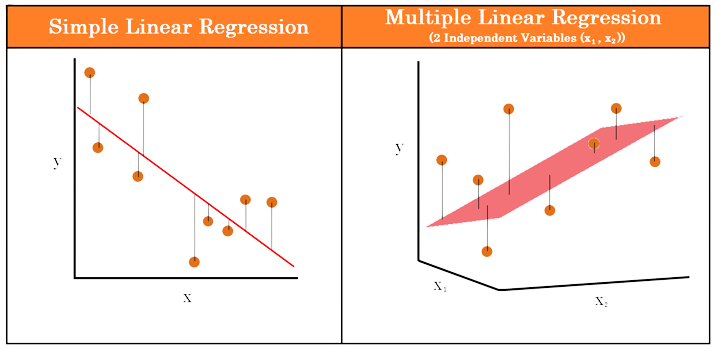 Simple Linear Regression
Multiple Linear Regression
(2 Independent Variables (x₁, x₂))
y
x
y
x₁
x₂